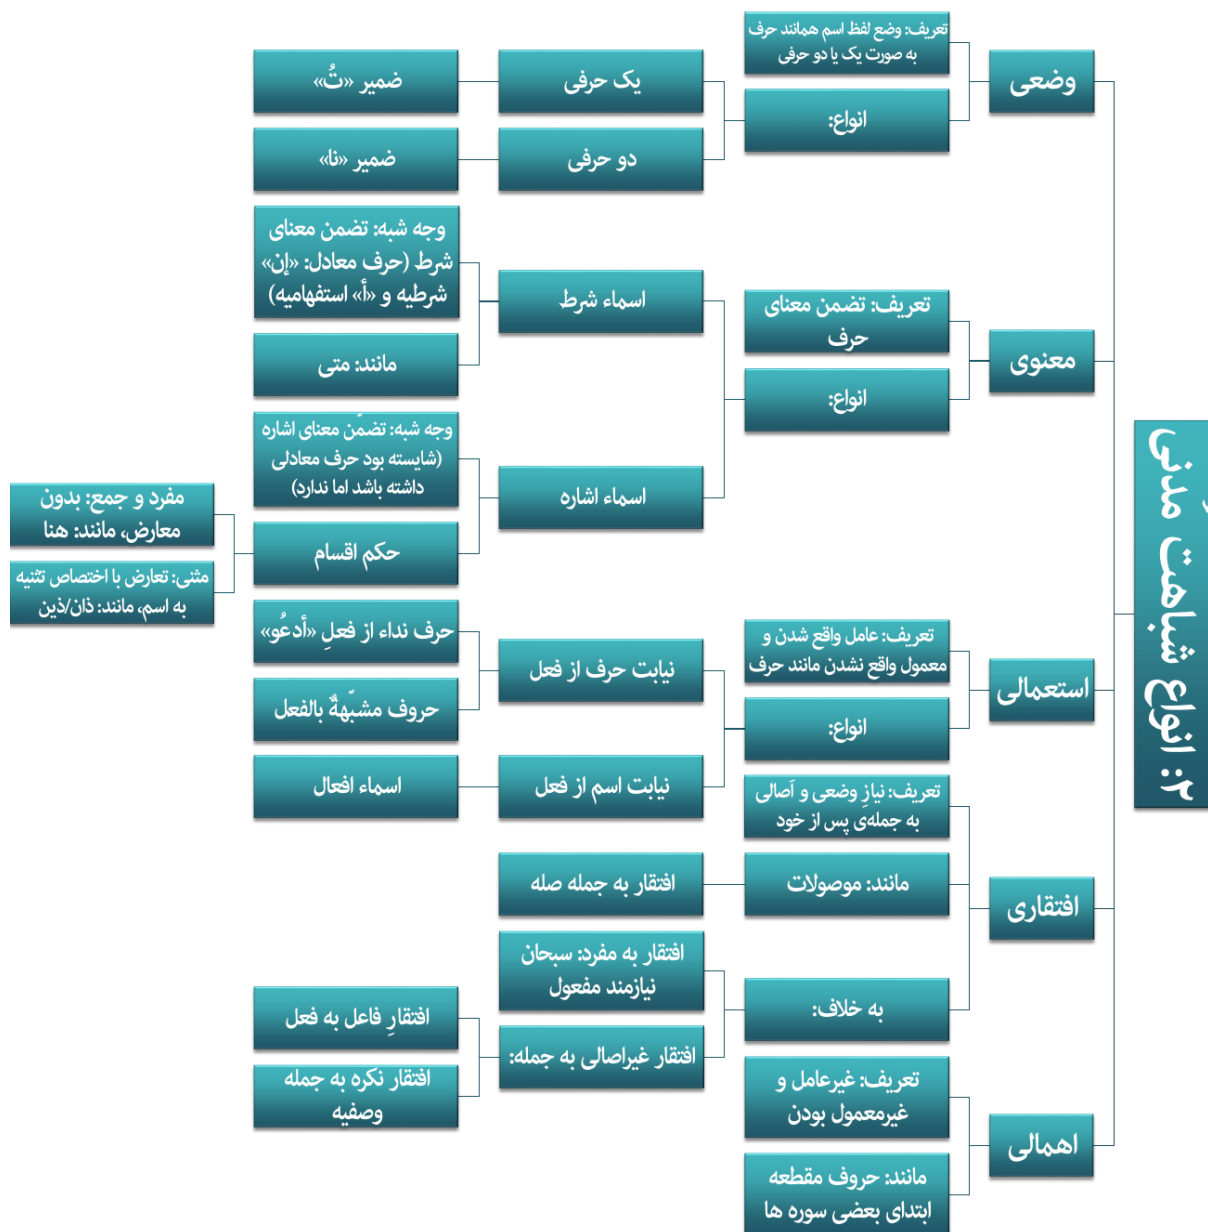 ۲: انواع شباهت مدنی
وضعی
تعریف: وضع لفظ اسم همانند حرف
به صورت یک یا دو حرفی
انواع:
یک حرفی
ضمیر «تُ»
دو حرفی
ضمیر «نا»
معنوی
تعریف: تضمن معنای
حرف
انواع:
اسماء شرط
وجه شبه: تضمن معنای
شرط (حرف معادل: «إن»
شرطیه و «أ» استفهامیه)
مانند: متی
اسماء اشاره
وجه شبه: تضمّن معنای اشاره
(شایسته بود حرف معادلی
داشته باشد اما ندارد)
حکم اقسام
مفرد و جمع: بدون
معارض، مانند: هنا
مثنی: تعارض با اختصاص تثنیه
به اسم، مانند: ذان/ذین
استعمالی
تعریف: عامل واقع شدن و
معمول واقع نشدن مانند حرف
انواع:
نیابت حرف از فعل
حرف نداء از فعلِ «أدعُو»
حروف مشبّهةٌ بالفعل
نیابت اسم از فعل
اسماء افعال
افتقاری
تعریف: نیازِ وضعی و اَصالی
به جمله‌ی پس از خود
مانند: موصولات
افتقار به جمله صله
به خلاف:
افتقار به مفرد: سبحان
نیازمند مفعول
افتقار غیراصالی به جمله:
افتقارِ فاعل به فعل
افتقار نکره به جمله
وصفیه
اهمالی
تعریف: غیرعامل و
غیرمعمول بودن
مانند: حروف مقطعه
ابتدای بعضی سوره ها